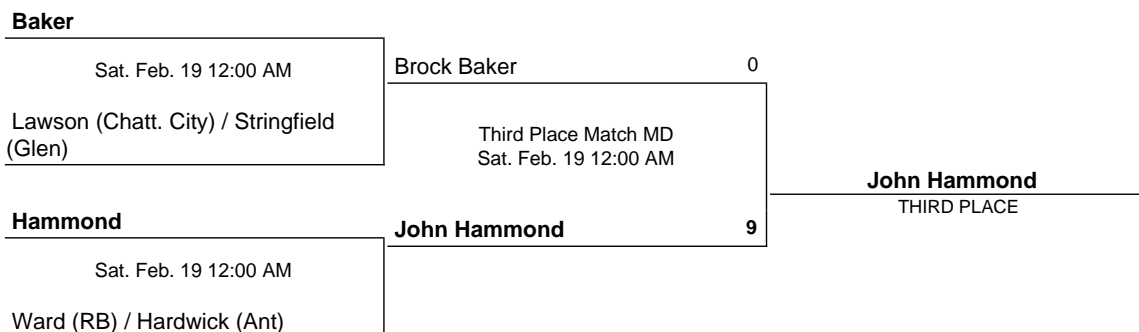 Baker
Sat. Feb. 19 12:00 AM
Brock Baker 0
Lawson (Chatt. City) / Stringfield
(Glen)
Third Place Match MD
Sat. Feb. 19 12:00 AM
John Hammond
THIRD PLACE
Hammond
John Hammond 9
Sat. Feb. 19 12:00 AM
Ward (RB) / Hardwick (Ant)